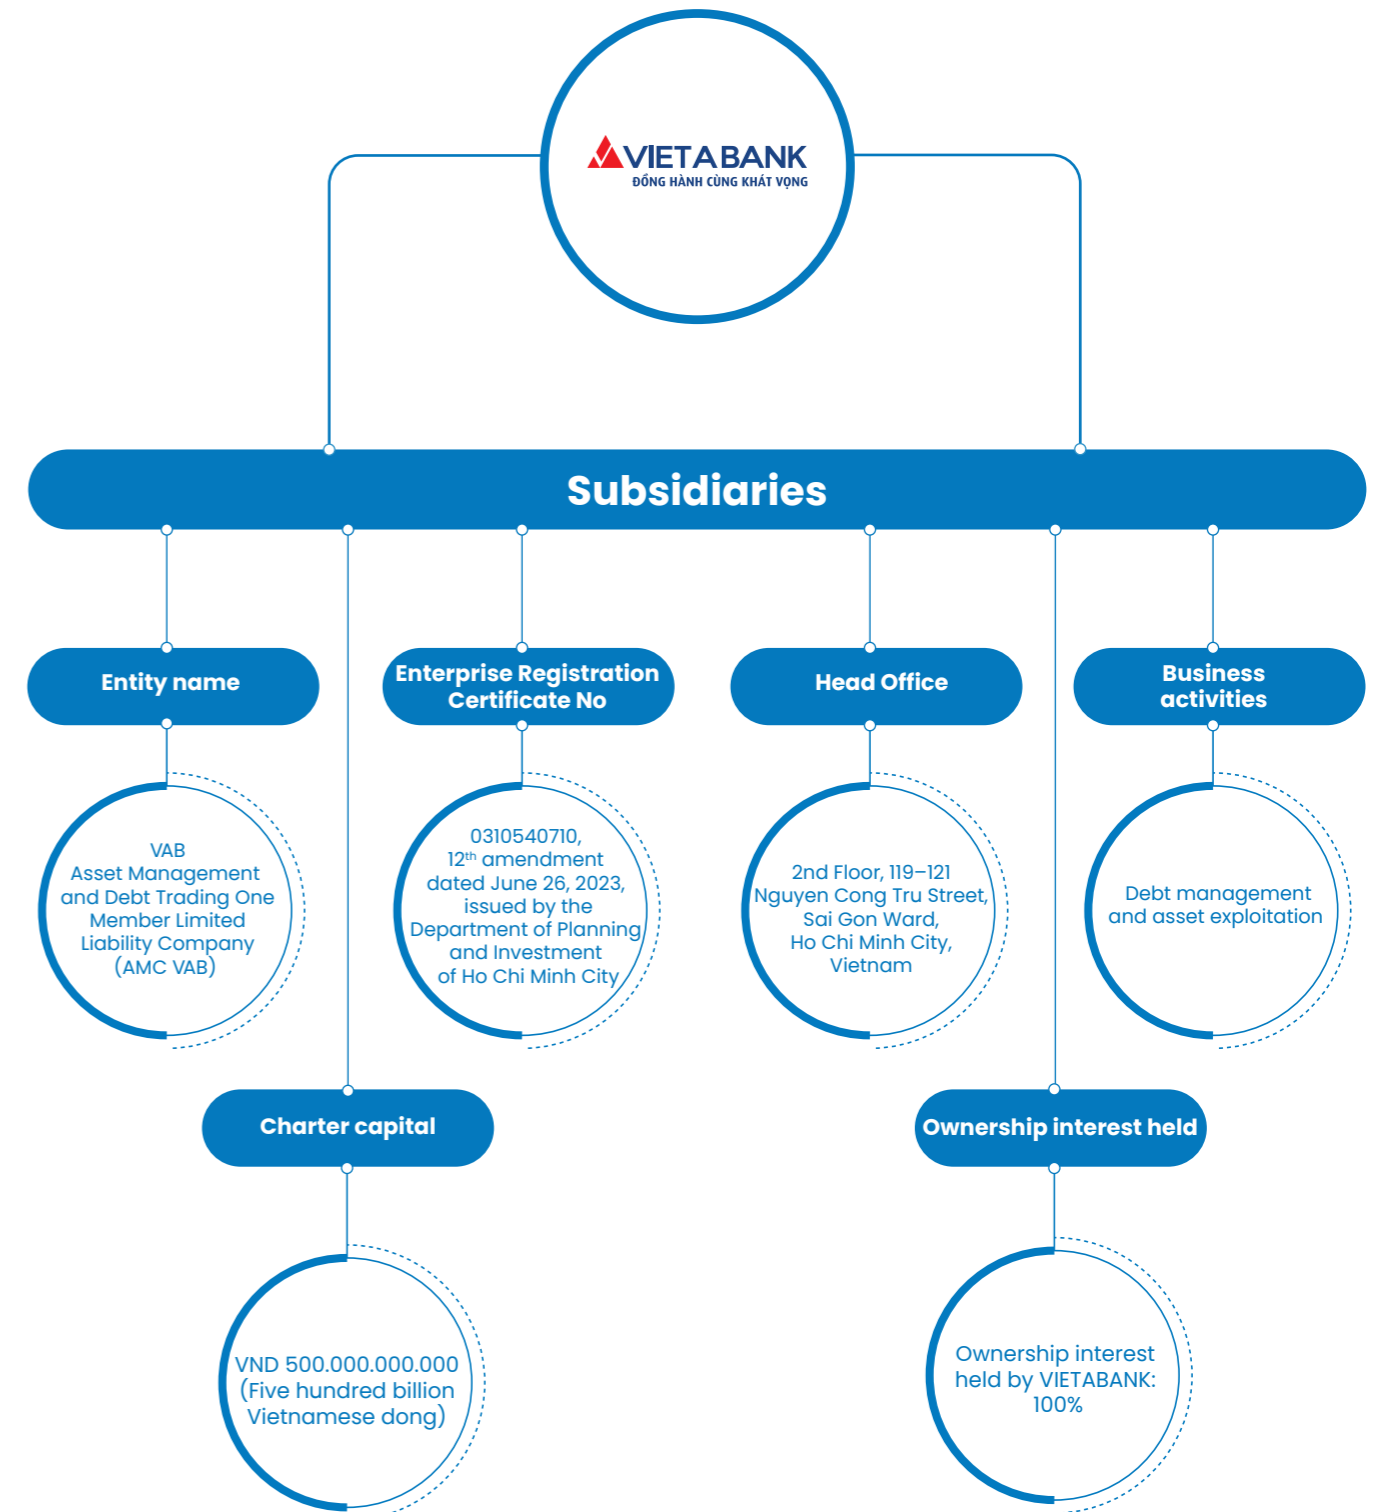 VIETABANK
ĐỒNG HÀNH CÙNG KHÁT VỌNG
Subsidiaries
Entity name
VAB
Asset Management
and Debt Trading One
Member Limited
Liability Company
(AMC VAB)
Enterprise Registration
Certificate No
0310540710,
12th amendment
dated June 26, 2023,
issued by the
Department of Planning
and Investment
of Ho Chi Minh City
Head Office
2nd Floor, 119–121
Nguyen Cong Tru Street,
Sai Gon Ward,
Ho Chi Minh City,
Vietnam
Business
activities
Debt management
and asset exploitation
Charter capital
VND 500.000.000.000
(Five hundred billion
Vietnamese dong)
Ownership interest held
Ownership interest
held by VIETABANK:
100%